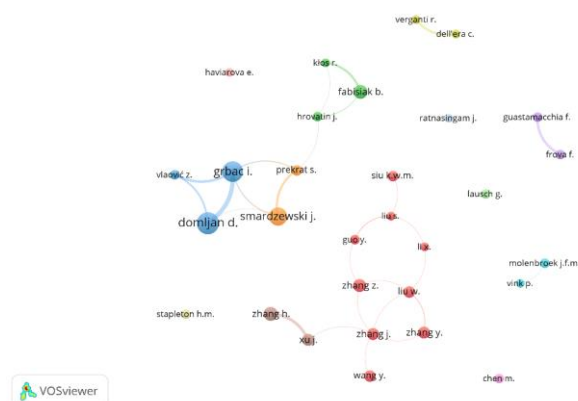 verganti r.
dell'era c.
kłos r.
haviarova e.
fabisiak b.
hrovatin j.
ratnasingam j.
guastamacchia f.
frova f.
vlaović z.
grbac i.
prekrat s.
siu k.w.m.
lausch g.
domljan d.
smardzewski j.
liu s.
guo y.
li x.
molenbroek j.f.m
vink p.
zhang z.
liu w.
stapleton h.m.
zhang h.
xu j.
zhang j.
zhang y.
wang y.
chen m.
VOSviewer